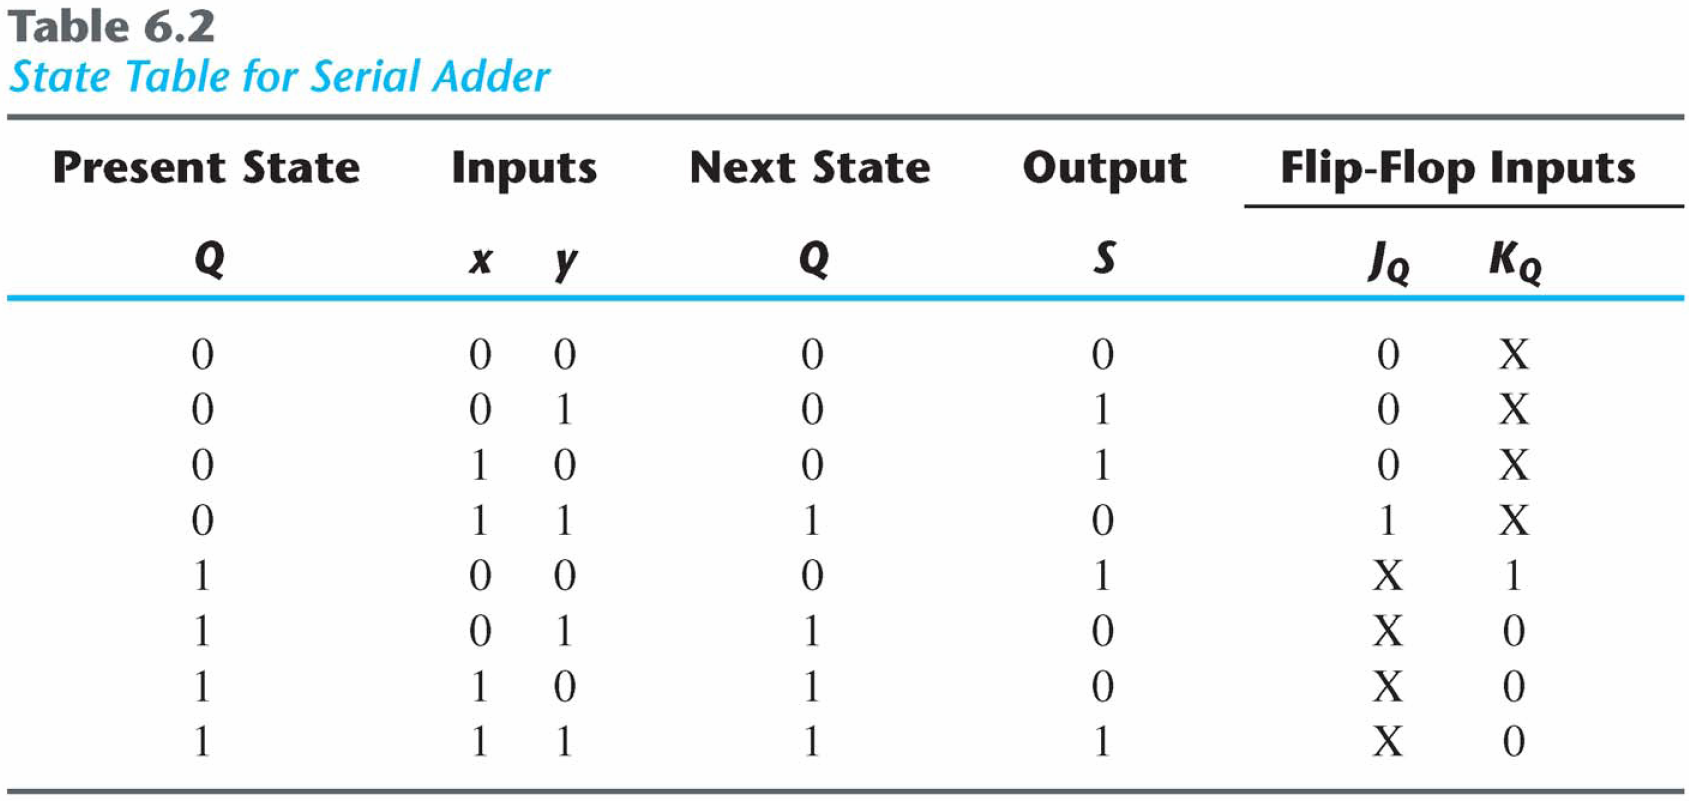 Table 6.2
State Table for Serial Adder
Present State Inputs Next State Output Flip-Flop Inputs
Q x y Q S JQ KQ
0 0 0 0 0 0 X
0 0 1 0 1 0 X
0 1 0 0 1 0 X
0 1 1 1 0 1 X
1 0 0 0 1 X 1
1 0 1 1 0 X 0
1 1 0 1 0 X 0
1 1 1 1 1 X 0